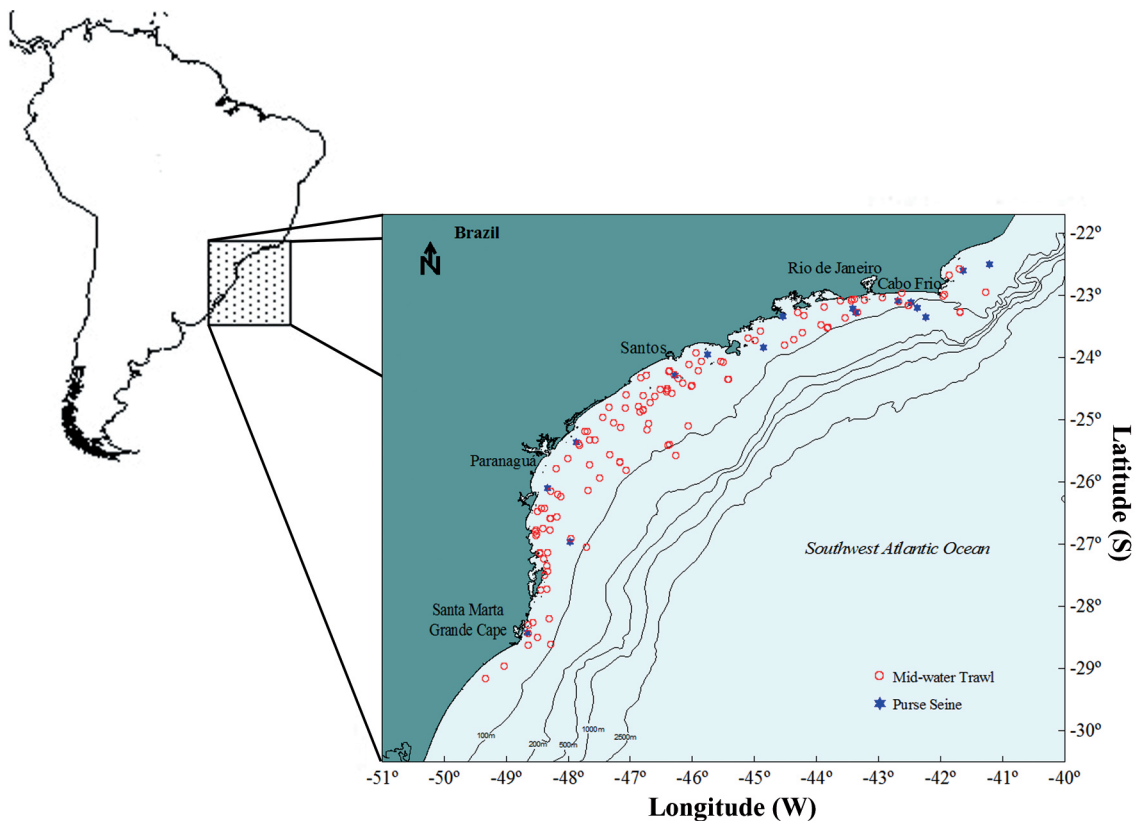 Brazil
N
Rio de Janeiro
Cabo Frio
Santos
Paranaguá
Santa Marta
Grande Cape
Southwest Atlantic Ocean
Mid-water Trawl
Purse Seine
100m
200m
500m
1000m
2500m
-22º
-23º
-24º
-25º
-26º
-27º
-28º
-29º
-30º
Latitude (S)
-51º
-50º
-49º
-48º
-47º
-46º
-45º
-44º
-43º
-42º
-41º
-40º
Longitude (W)